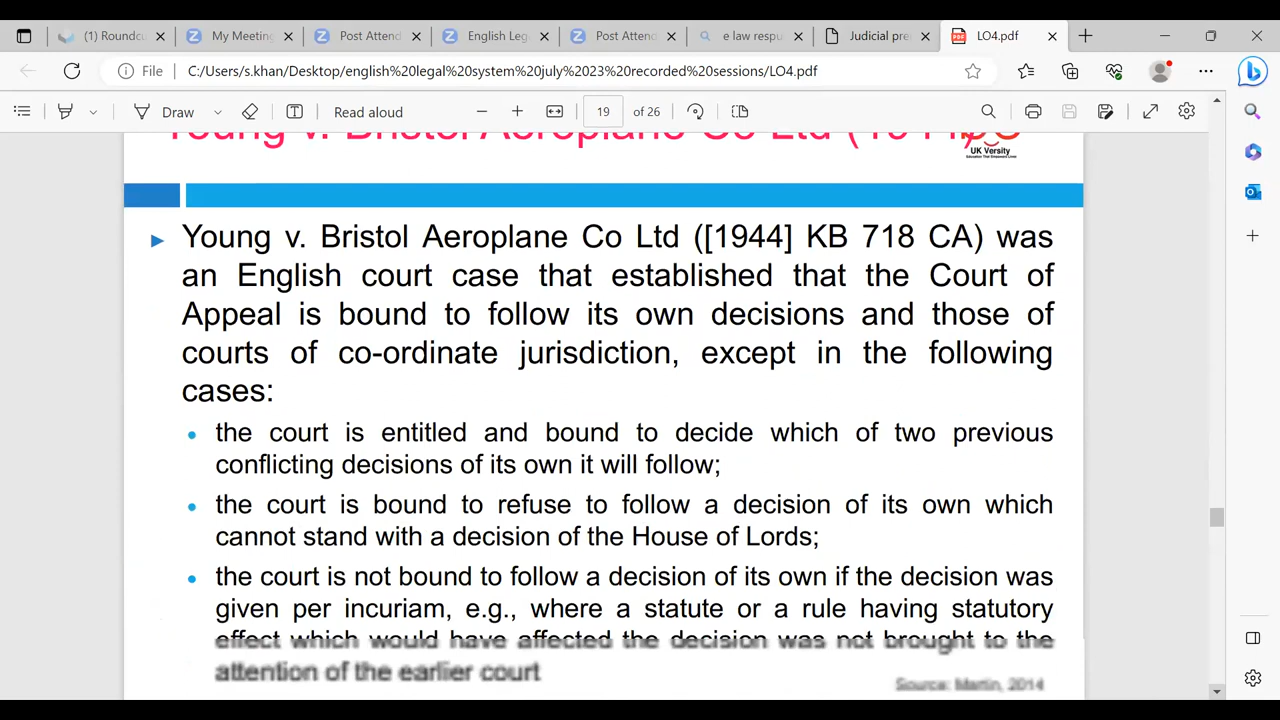 (1) Roundcu
My Meeting
Post Attend
English Leg
Post Attend
e law respu
Judicial pre
LO4.pdf
File
C:/Users/s.khan/Desktop/english%20legal%20system%20july%202023%20recorded%20sessions/LO4.pdf
Draw
Read aloud
19 of 26
Young v. Bristol Aeroplane Co Ltd
UK Versity
Young v. Bristol Aeroplane Co Ltd ([1944] KB 718 CA) was
an English court case that established that the Court of
Appeal is bound to follow its own decisions and those of
courts of co-ordinate jurisdiction, except in the following
cases:
the court is entitled and bound to decide which of two previous
conflicting decisions of its own it will follow;
the court is bound to refuse to follow a decision of its own which
cannot stand with a decision of the House of Lords;
the court is not bound to follow a decision of its own if the decision was
given per incuriam, e.g., where a statute or a rule having statutory
effect which would have affected the decision was not brought to the
attention of the earlier court
Source: Martin, 2014